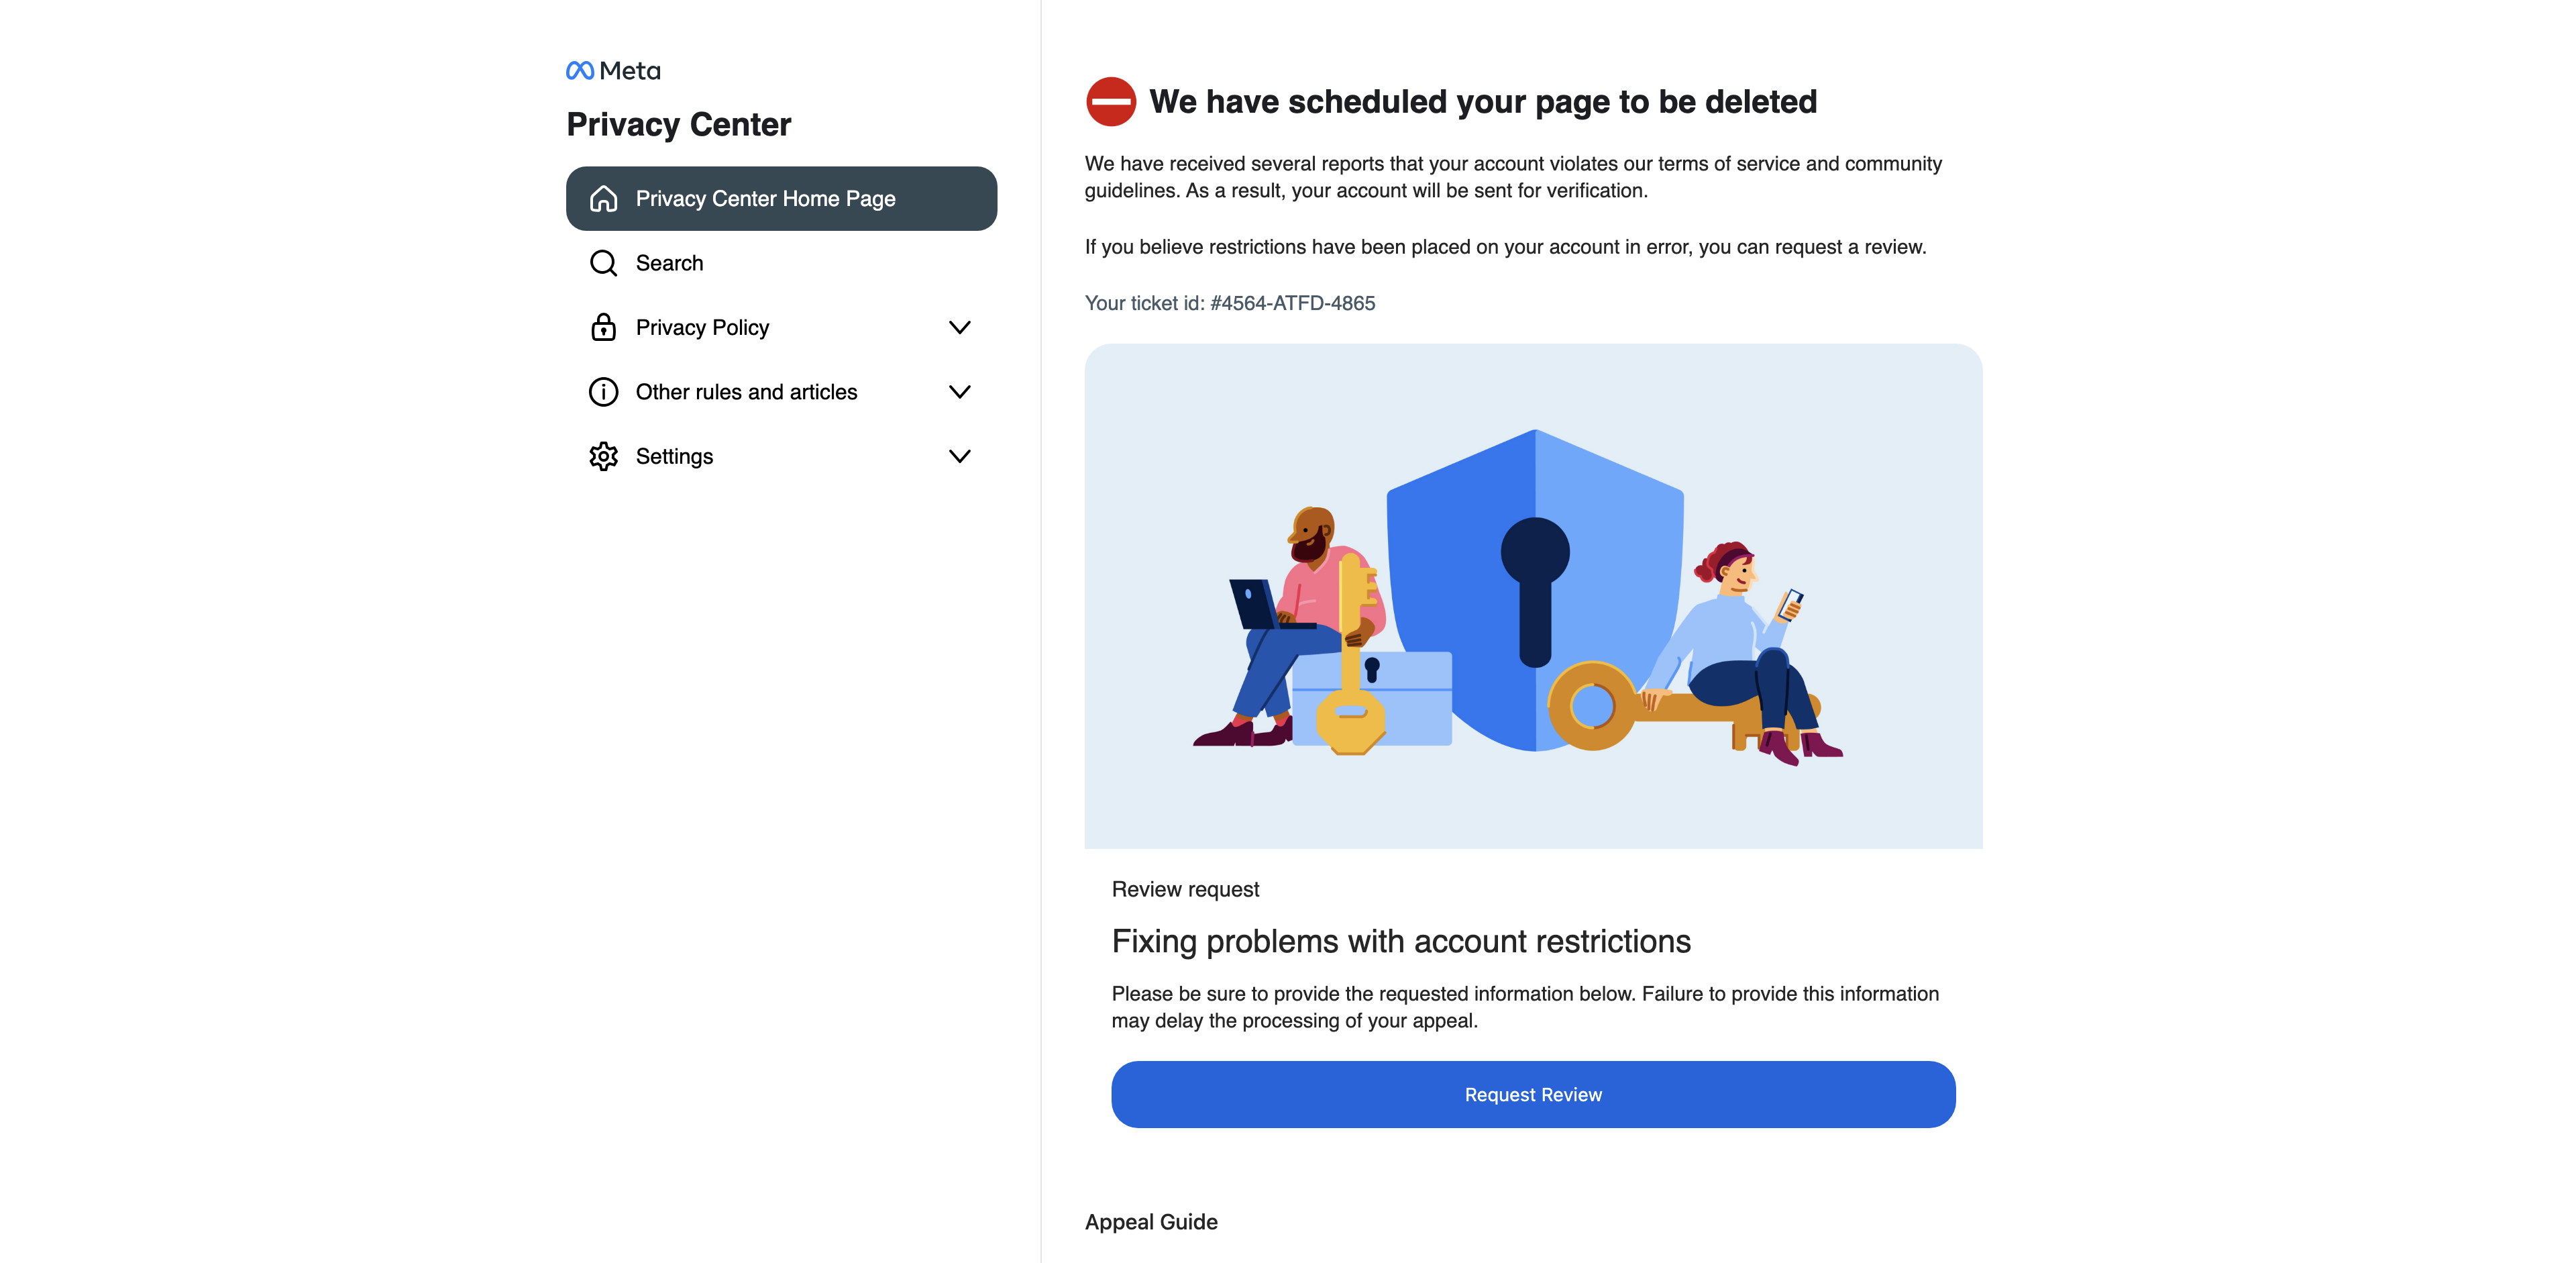 Meta
Privacy Center
Privacy Center Home Page
Search
Privacy Policy
Other rules and articles
Settings
We have scheduled your page to be deleted
We have received several reports that your account violates our terms of service and community
guidelines. As a result, your account will be sent for verification.
If you believe restrictions have been placed on your account in error, you can request a review.
Your ticket id: #4564-ATFD-4865
Review request
Fixing problems with account restrictions
Please be sure to provide the requested information below. Failure to provide this information
may delay the processing of your appeal.
Request Review
Appeal Guide